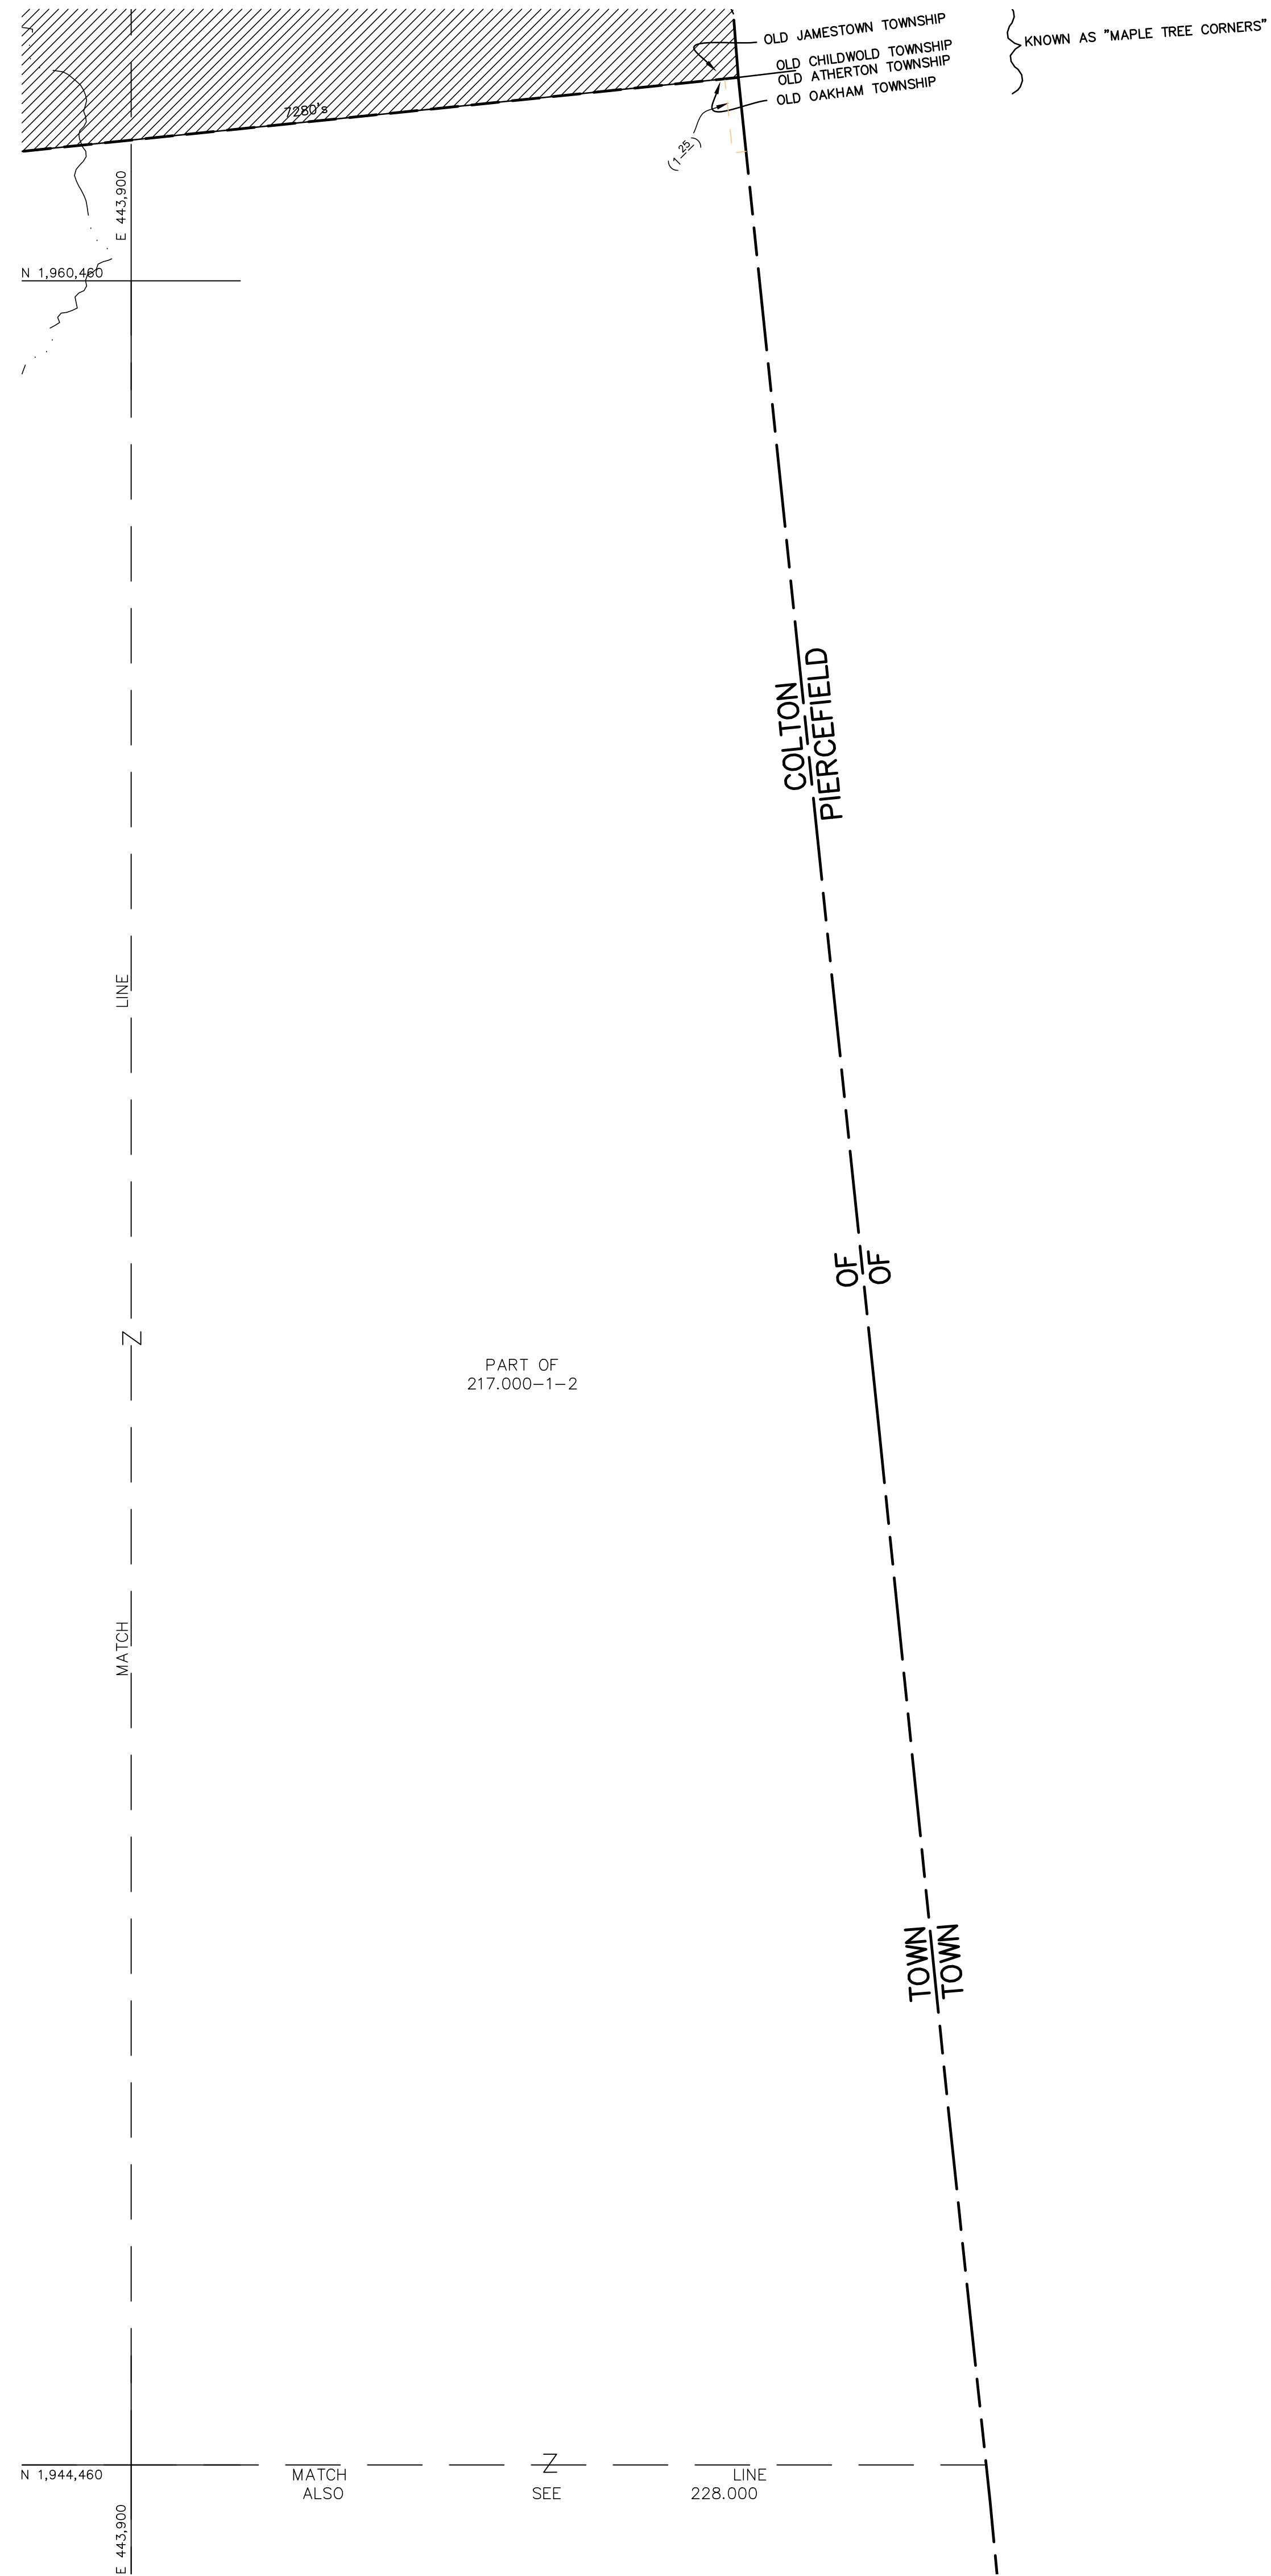 OLD JAMESTOWN TOWNSHIP
OLD CHILDWOLD TOWNSHIP
OLD ATHERTON TOWNSHIP
OLD OAKHAM TOWNSHIP
KNOWN AS "MAPLE TREE CORNERS"
7280's
(1-25)
E 443,900
N 1,960,460
COLTON
PIERCEFIELD
LINE
OF
OF
Z
PART OF
217.000-1-2
MATCH
TOWN
TOWN
Z
N 1,944,460
MATCH LINE
ALSO SEE 228.000
E 443,900